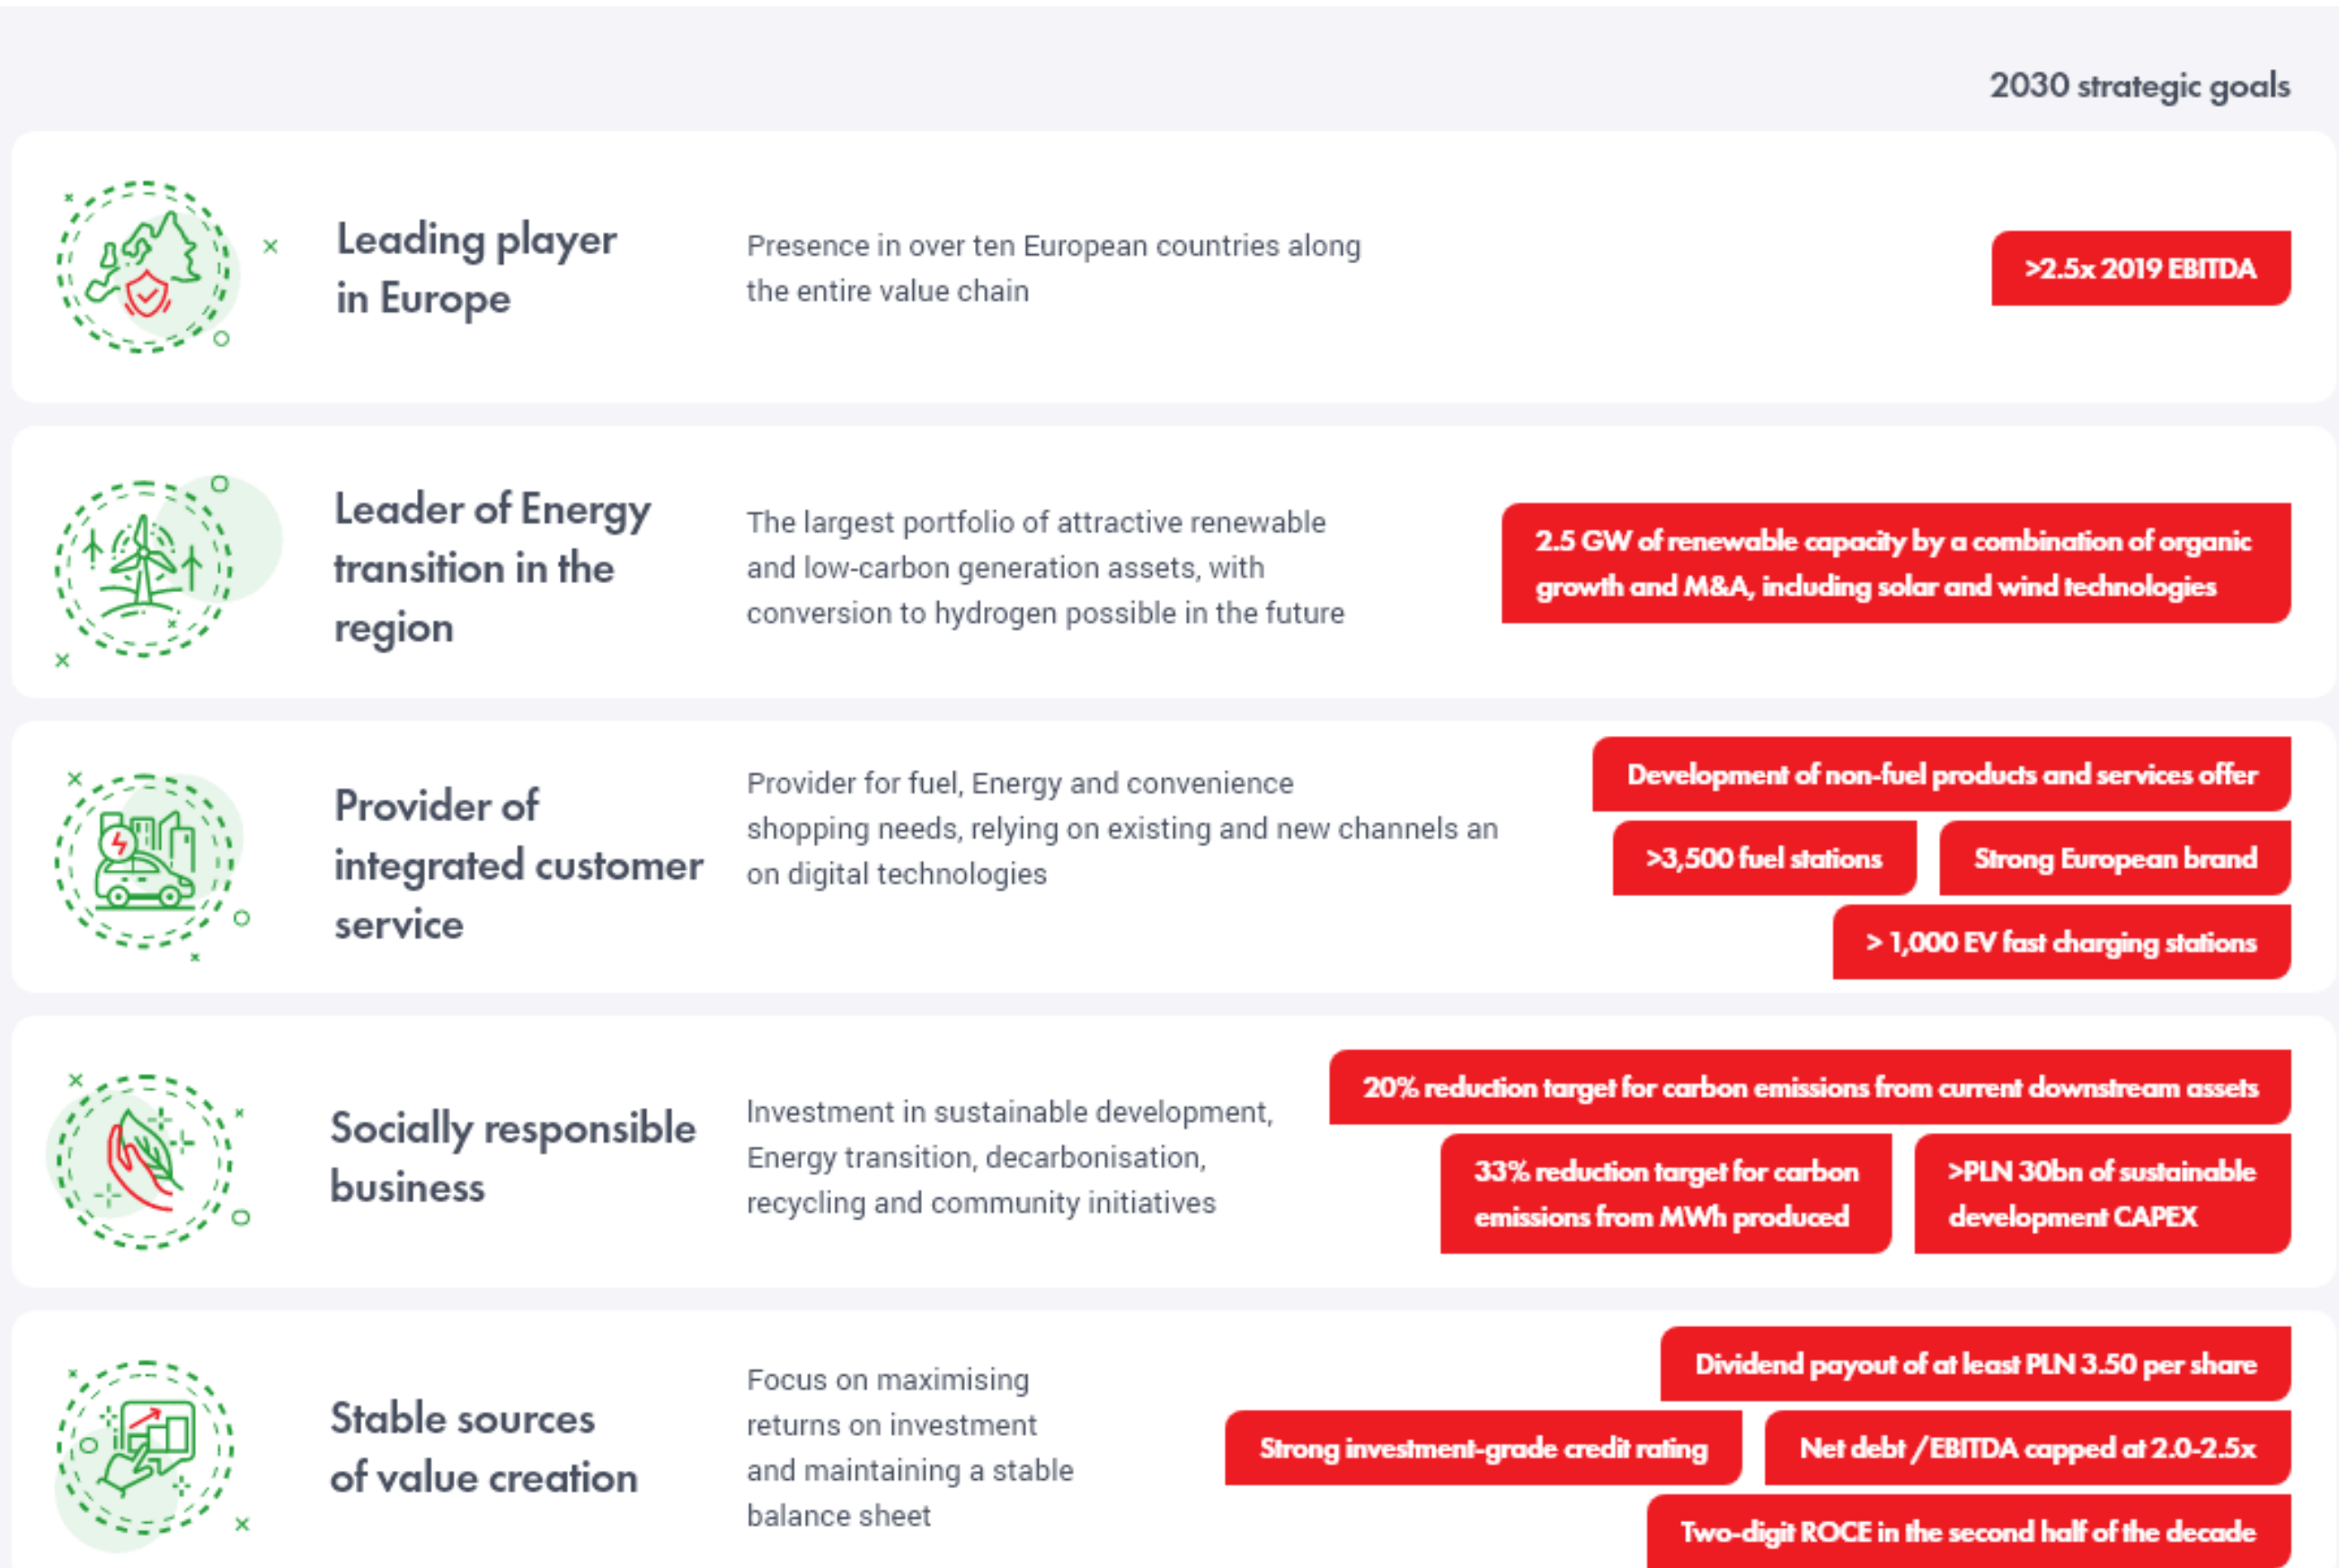 2030 strategic goals
Leading player
in Europe
Presence in over ten European countries along
the entire value chain
>2.5x 2019 EBITDA
Leader of Energy
transition in the
region
The largest portfolio of attractive renewable
and low-carbon generation assets, with
conversion to hydrogen possible in the future
2.5 GW of renewable capacity by a combination of organic
growth and M&A, including solar and wind technologies
Provider of
integrated customer
service
Provider for fuel, Energy and convenience
shopping needs, relying on existing and new channels an
on digital technologies
Development of non-fuel products and services offer
>3,500 fuel stations
Strong European brand
> 1,000 EV fast charging stations
Socially responsible
business
Investment in sustainable development,
Energy transition, decarbonisation,
recycling and community initiatives
20% reduction target for carbon emissions from current downstream assets
33% reduction target for carbon
emissions from MWh produced
>PLN 30bn of sustainable
development CAPEX
Stable sources
of value creation
Focus on maximising
returns on investment
and maintaining a stable
balance sheet
Dividend payout of at least PLN 3.50 per share
Strong investment-grade credit rating
Net debt /EBITDA capped at 2.0-2.5x
Two-digit ROCE in the second half of the decade